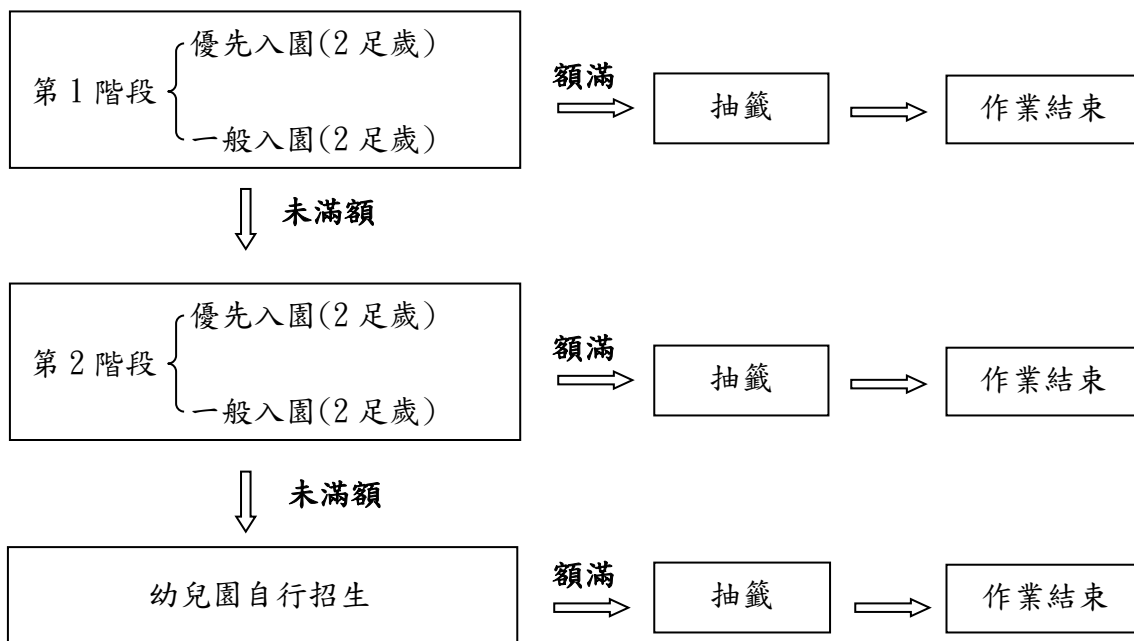 優先入園(2 足歲)
第 1 階段
一般入園(2 足歲)
額滿
抽籤
作業結束
未滿額
優先入園(2 足歲)
第 2 階段
一般入園(2 足歲)
額滿
抽籤
作業結束
未滿額
幼兒園自行招生
額滿
抽籤
作業結束